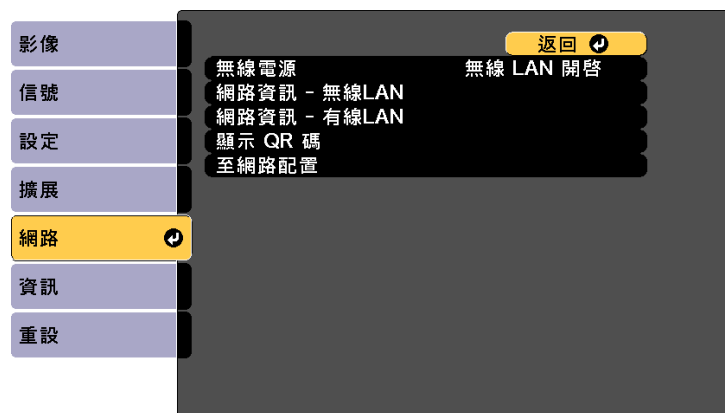 影像
信號
設定
擴展
網路
資訊
重設
返回
無線電源 無線 LAN 開啓
網路資訊 - 無線LAN
網路資訊 - 有線LAN
顯示 QR 碼
至網路配置